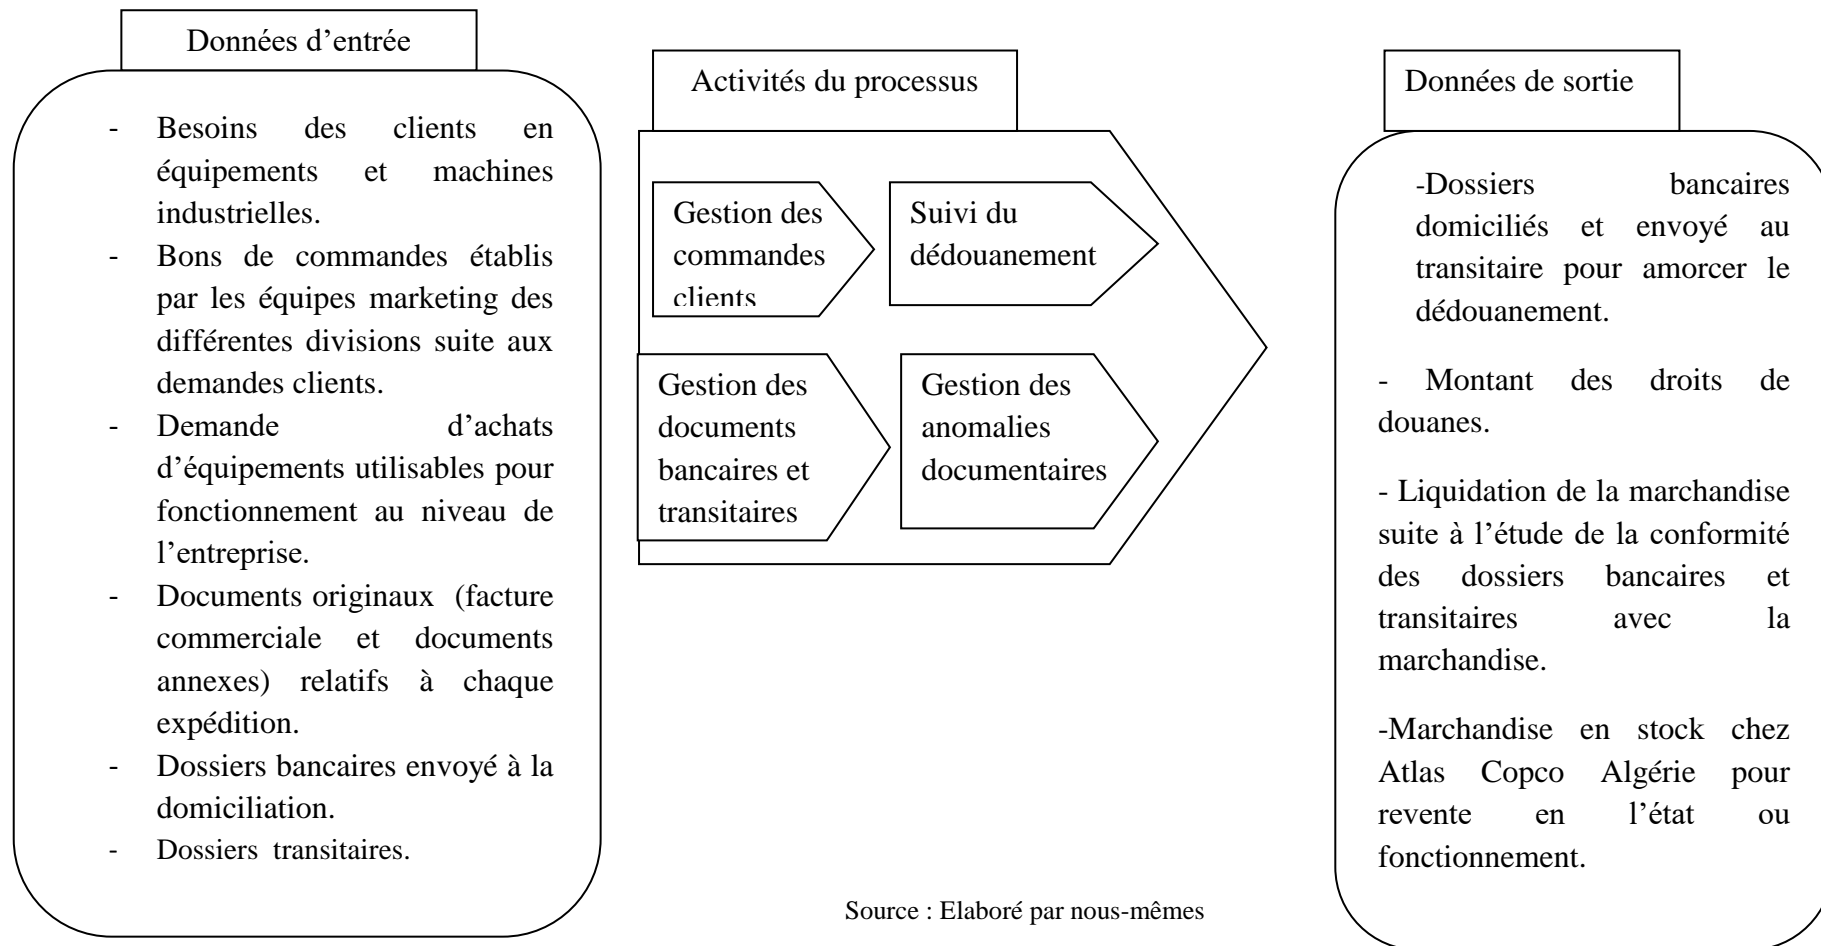 Données d’entrée
- Besoins des clients en
équipements et machines
industrielles.
- Bons de commandes établis
par les équipes marketing des
différentes divisions suite aux
demandes clients.
- Demande d’achats
d’équipements utilisables pour
fonctionnement au niveau de
l’entreprise.
- Documents originaux (facture
commerciale et documents
annexes) relatifs à chaque
expédition.
- Dossiers bancaires envoyé à la
domiciliation.
- Dossiers transitaires.
Activités du processus
Gestion des
commandes
clients
Suivi du
dédouanement
Gestion des
documents
bancaires et
transitaires
Gestion des
anomalies
documentaires
Données de sortie
-Dossiers bancaires
domiciliés et envoyé au
transitaire pour amorcer le
dédouanement.
- Montant des droits de
douanes.
- Liquidation de la marchandise
suite à l’étude de la conformité
des dossiers bancaires et
transitaires avec la
marchandise.
-Marchandise en stock chez
Atlas Copco Algérie pour
revente en l’état ou
fonctionnement.
Source : Elaboré par nous-mêmes